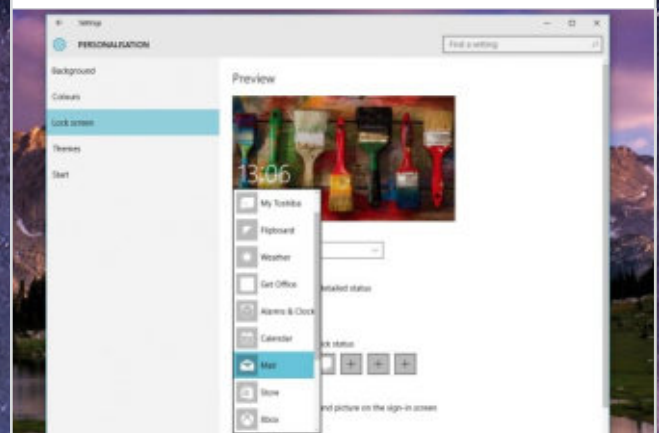 Settings
PERSONALISATION
Find a setting
Background
Colours
Lock screen
Themes
Start
Preview
13:06
My Toshiba
Flipboard
Weather
Get Office
Alarms & Clock
Calendar
Mail
Store
Xbox
detailed status
ick status
nd picture on the sign-in screen